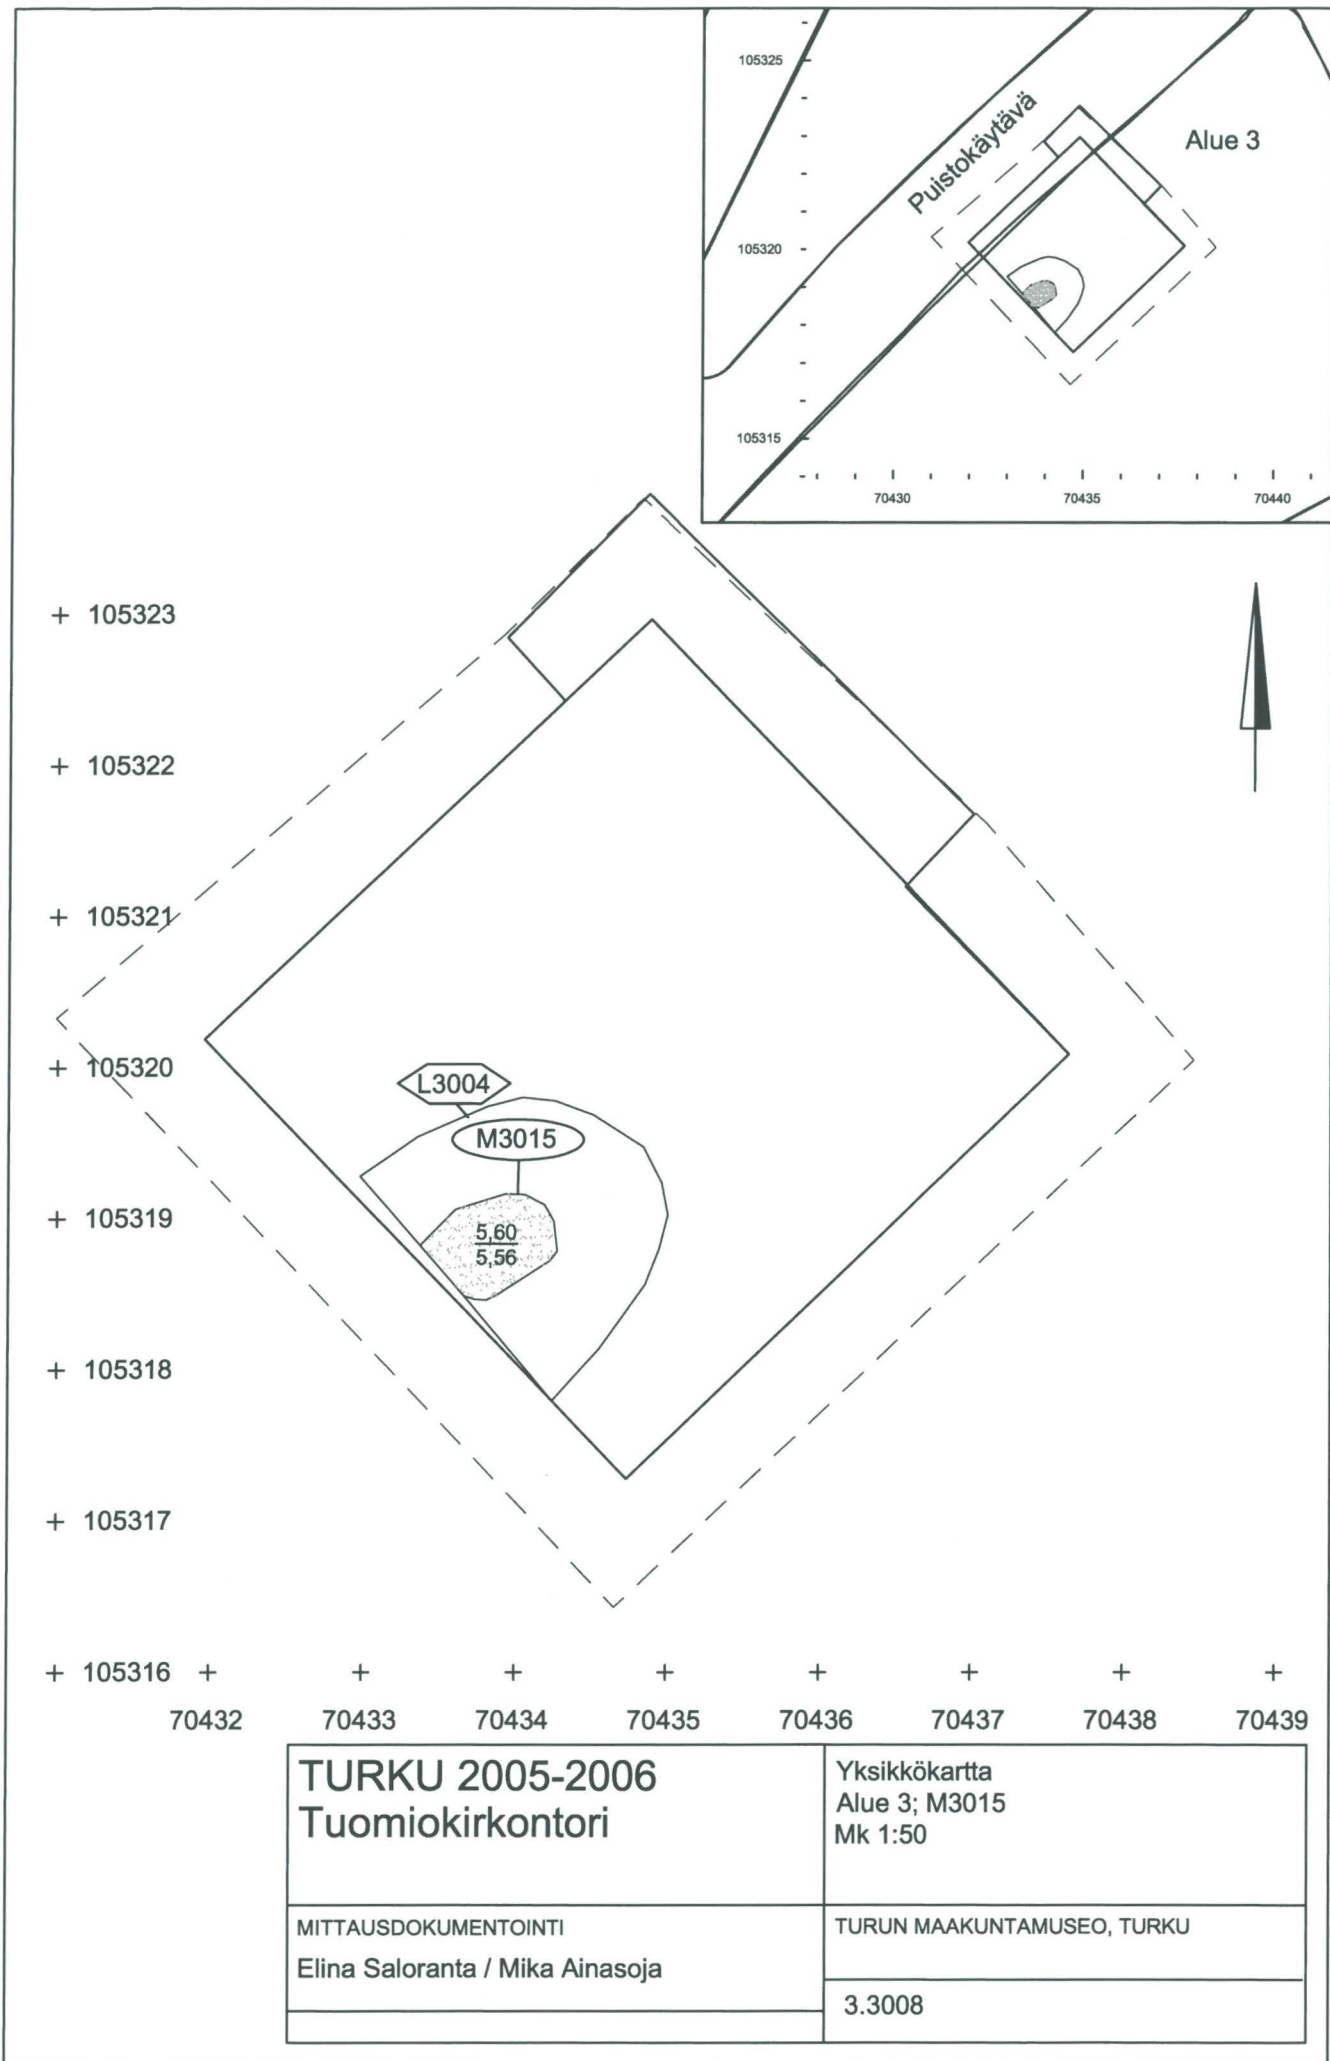 105325
Puistokäytävä
Alue 3
105320
105315
70430 70435 70440
105323
105322
105321
105320
L3004
M3015
105319
5,60
5,56
105318
105317
105316
70432 70433 70434 70435 70436 70437 70438 70439
TURKU 2005-2006
Tuomiokirkontori
Yksikkökartta
Alue 3; M3015
Mk 1:50
MITTAUSDOKUMENTOINTI
Elina Saloranta / Mika Ainasoja
TURUN MAAKUNTAMUSEO, TURKU
3.3008